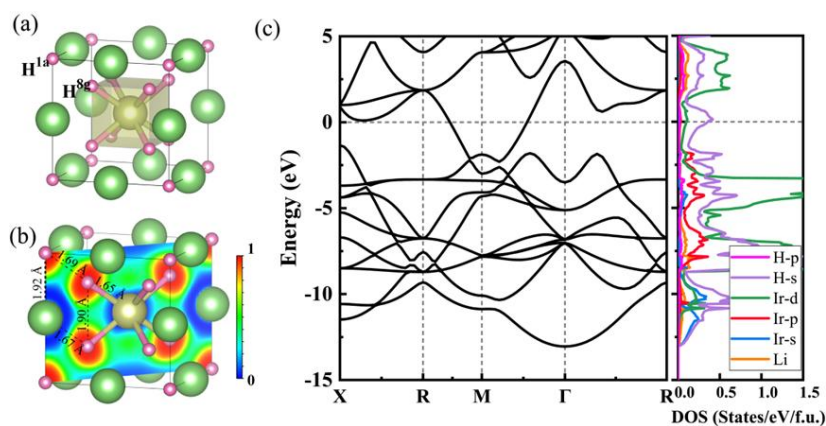 (a)
H1a
H8g
(b)
1.69 Å
1.65 Å
1.92 Å
1.90 Å
1.67 Å
1
0
(c)
Energy (eV)
5
0
-5
-10
-15
X R M Γ R
H-p
H-s
Ir-d
Ir-p
Ir-s
Li
0.0 0.5 1.0 1.5
DOS (States/eV/f.u.)